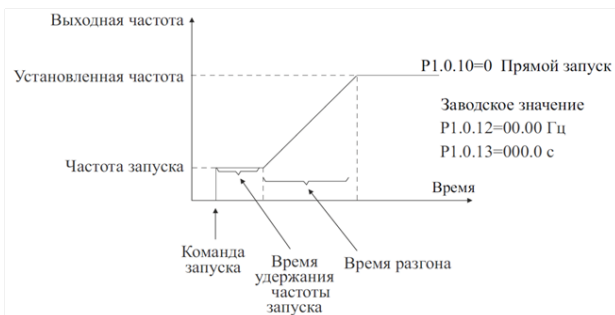 Выходная частота
Установленная частота
P1.0.10=0 Прямой запуск
Заводское значение
P1.0.12=00.00 Гц
P1.0.13=000.0 с
Частота запуска
Время
Команда
запуска
Время
удержания
частоты
запуска
Время разгона